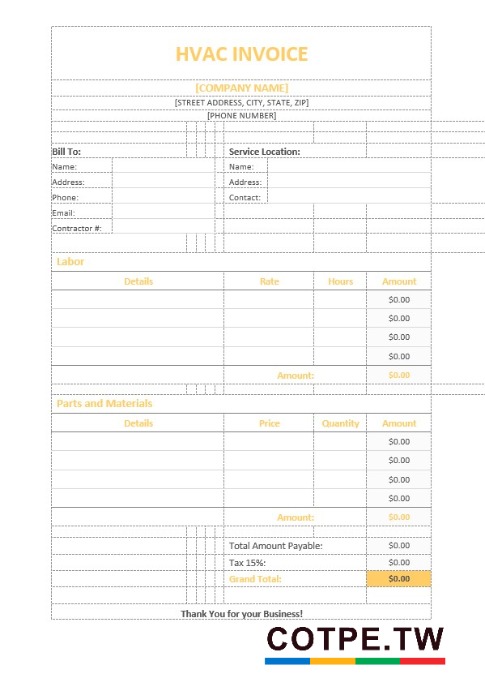 HVAC INVOICE
[COMPANY NAME]
[STREET ADDRESS, CITY, STATE, ZIP]
[PHONE NUMBER]
Bill To: Service Location:
Name: Name:
Address: Address:
Phone: Contact:
Email:
Contractor #:
Labor
Details Rate Hours Amount
$0.00
$0.00
$0.00
$0.00
Amount: $0.00
Parts and Materials
Details Price Quantity Amount
$0.00
$0.00
$0.00
$0.00
Amount: $0.00
Total Amount Payable: $0.00
Tax 15%: $0.00
Grand Total: $0.00
Thank You for your Business!
COTPE.TW